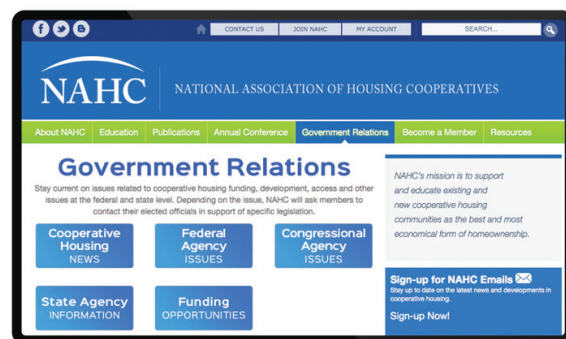 CONTACT US JOIN NAHC MY ACCOUNT SEARCH...
NAHC NATIONAL ASSOCIATION OF HOUSING COOPERATIVES
About NAHC Education Publications Annual Conference Government Relations Become a Member Resources
Government Relations
Stay current on issues related to cooperative housing funding, development, access and other
issues at the federal and state level. Depending on the issue, NAHC will ask members to
contact their elected officials in support of specific legislation.
Cooperative
Housing
NEWS
Federal
Agency
ISSUES
Congressional
Agency
ISSUES
State Agency
INFORMATION
Funding
OPPORTUNITIES
NAHC's mission is to support
and educate existing and
new cooperative housing
communities as the best and most
economical form of homeownership.
Sign-up for NAHC Emails
Stay up to date on the latest news and developments in
cooperative housing.
Sign-up Now!